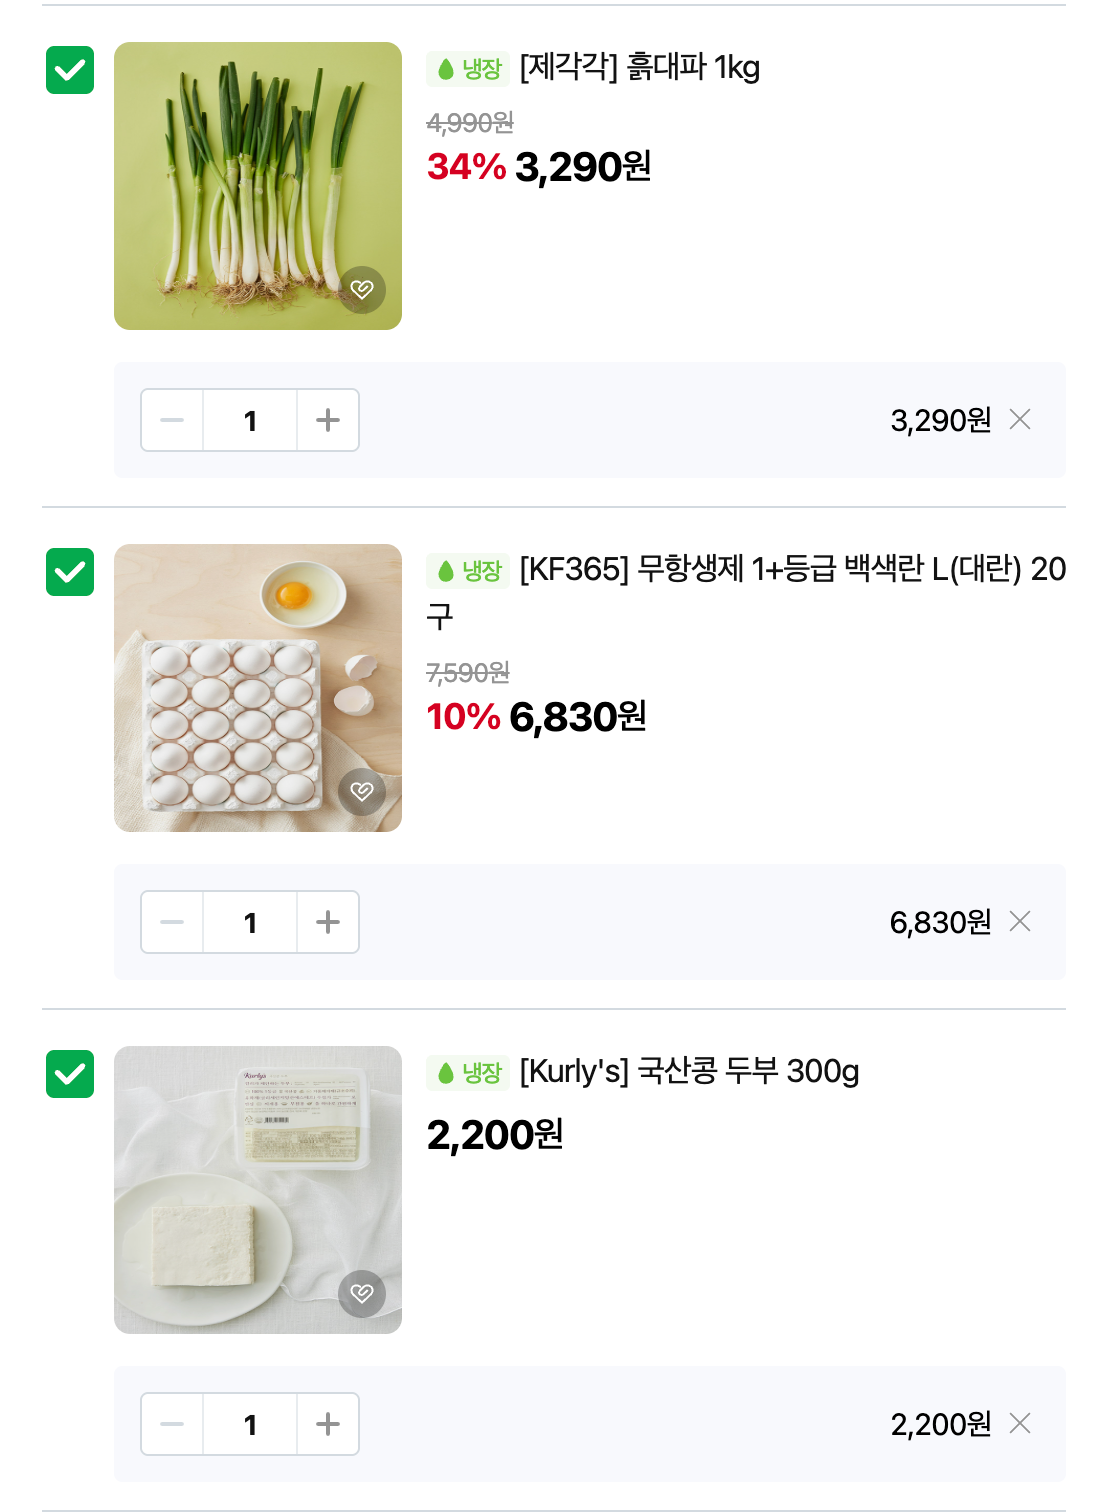 냉장 [제각각] 흙대파 1kg
4,990원
34% 3,290원
1
3,290원
냉장 [KF365] 무항생제 1+등급 백색란 L(대란) 20
구
7,590원
10% 6,830원
1
6,830원
냉장 [Kurly's] 국산콩 두부 300g
2,200원
Kurly's
1
2,200원